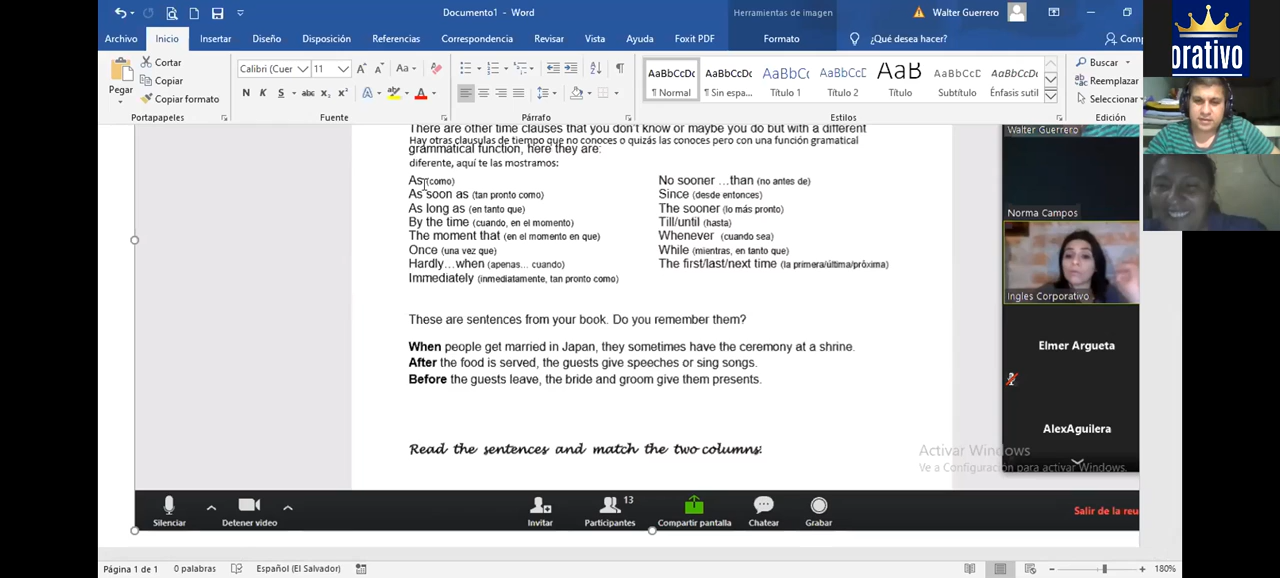 Documento1 - Word
Herramientas de imagen
Walter Guerrero
Archivo Inicio Insertar Diseño Disposición Referencias Correspondencia Revisar Vista Ayuda Foxit PDF Formato ¿Qué desea hacer?
Pegar
Cortar
Copiar
Copiar formato
Portapapeles
Calibri (Cuer 11
Fuente
Párrafo
AaBbCcDc AaBbCcDc AaBbC AaBbCcC AaB AaBbCcD AaBbCcDc
¶ Normal ¶ Sin espa... Título 1 Título 2 Título Subtítulo Énfasis sutil
Estilos
Buscar
Reemplazar
Seleccionar
Edición
orativo
There are other time clauses that you don't know or maybe you do but with a different
Hay otras clausulas de tiempo que no conoces o quizás las conoces pero con una función gramatical
grammatical function, here they are:
diferente, aquí te las mostramos:
As (como)
As soon as (tan pronto como)
As long as (en tanto que)
By the time (cuando, en el momento)
The moment that (en el momento en que)
Once (una vez que)
Hardly…when (apenas… cuando)
Immediately (inmediatamente, tan pronto como)
No sooner …than (no antes de)
Since (desde entonces)
The sooner (lo más pronto)
Till/until (hasta)
Whenever (cuando sea)
While (mientras, en tanto que)
The first/last/next time (la primera/última/próxima)
These are sentences from your book. Do you remember them?
When people get married in Japan, they sometimes have the ceremony at a shrine.
After the food is served, the guests give speeches or sing songs.
Before the guests leave, the bride and groom give them presents.
Read the sentences and match the two columns:
Walter Guerrero
Norma Campos
Ingles Corporativo
Elmer Argueta
AlexAguilera
Activar Windows
Ve a Configuración para activar Windows.
Silenciar
Detener video
Invitar
Participantes
13
Compartir pantalla
Chatear
Grabar
Salir de la reu
Página 1 de 1 0 palabras Español (El Salvador) 180%